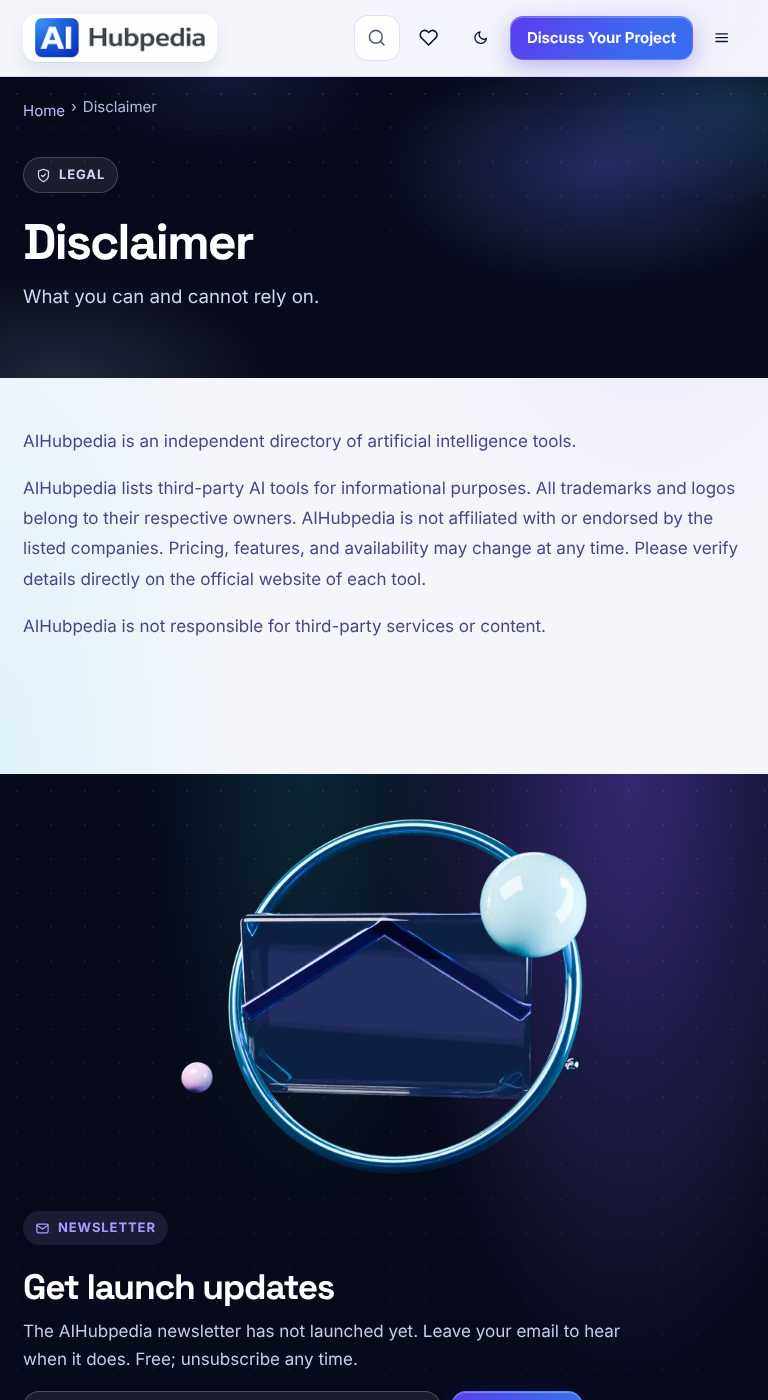 AI Hubpedia
Discuss Your Project
Home › Disclaimer
LEGAL
Disclaimer
What you can and cannot rely on.
AIHubpedia is an independent directory of artificial intelligence tools.
AIHubpedia lists third-party AI tools for informational purposes. All trademarks and logos
belong to their respective owners. AIHubpedia is not affiliated with or endorsed by the
listed companies. Pricing, features, and availability may change at any time. Please verify
details directly on the official website of each tool.
AIHubpedia is not responsible for third-party services or content.
NEWSLETTER
Get launch updates
The AIHubpedia newsletter has not launched yet. Leave your email to hear
when it does. Free; unsubscribe any time.